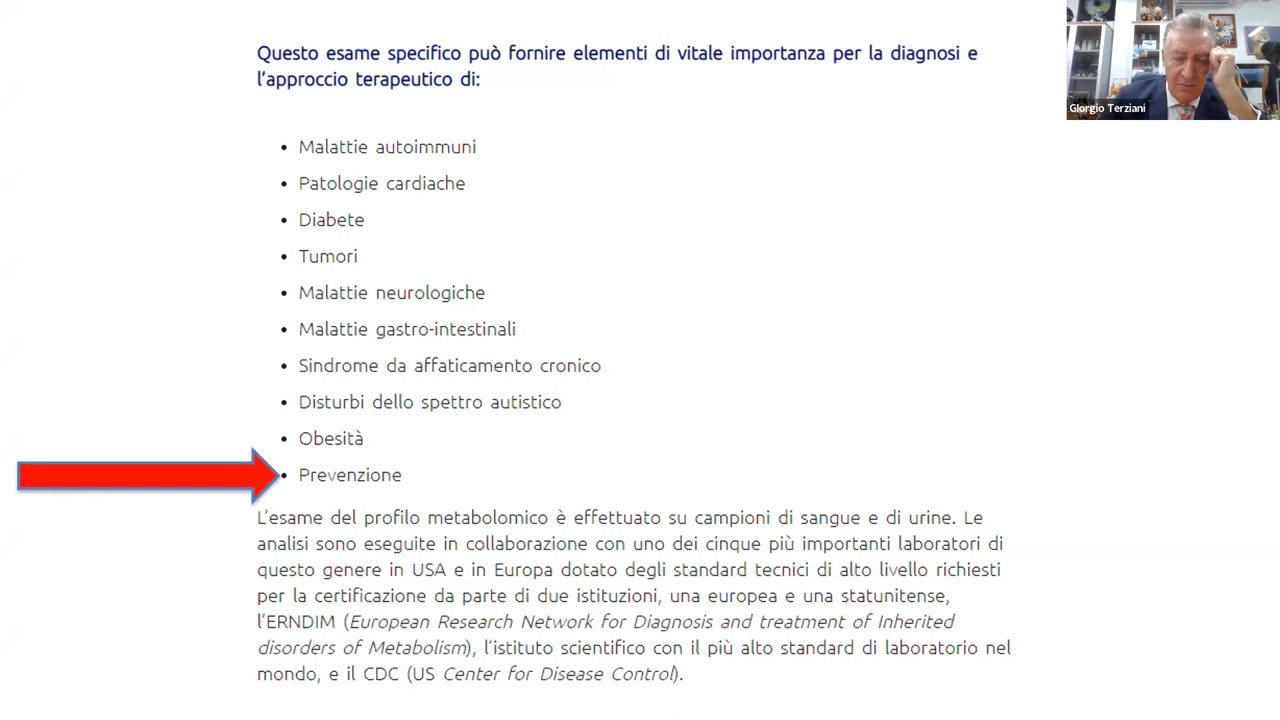 Questo esame specifico può fornire elementi di vitale importanza per la diagnosi e
l'approccio terapeutico di:
• Malattie autoimmuni
• Patologie cardiache
• Diabete
• Tumori
• Malattie neurologiche
• Malattie gastro-intestinali
• Sindrome da affaticamento cronico
• Disturbi dello spettro autistico
• Obesità
• Prevenzione
L'esame del profilo metabolomico è effettuato su campioni di sangue e di urine. Le
analisi sono eseguite in collaborazione con uno dei cinque più importanti laboratori di
questo genere in USA e in Europa dotato degli standard tecnici di alto livello richiesti
per la certificazione da parte di due istituzioni, una europea e una statunitense,
l'ERNDIM (European Research Network for Diagnosis and treatment of Inherited
disorders of Metabolism), l'istituto scientifico con il più alto standard di laboratorio nel
mondo, e il CDC (US Center for Disease Control).
GIorgio Terziani